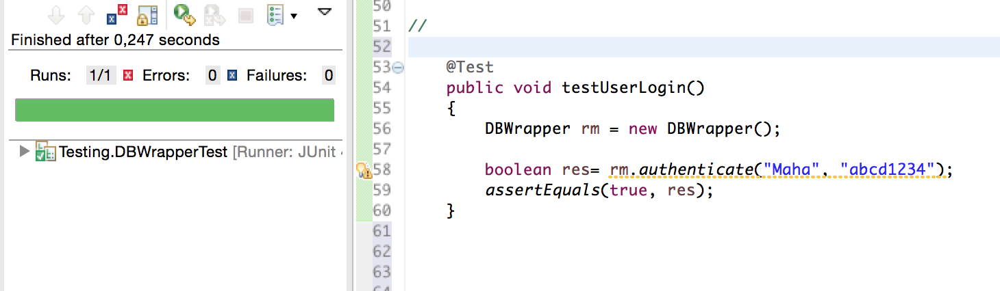 Finished after 0,247 seconds
Runs: 1/1 Errors: 0 Failures: 0
Testing.DBWrapperTest [Runner: JUnit
50
51 //
52
53 @Test
54 public void testUserLogin()
55 {
56 DBWrapper rm = new DBWrapper();
57
58 boolean res= rm.authenticate("Maha", "abcd1234");
59 assertEquals(true, res);
60 }
61
62
63
64